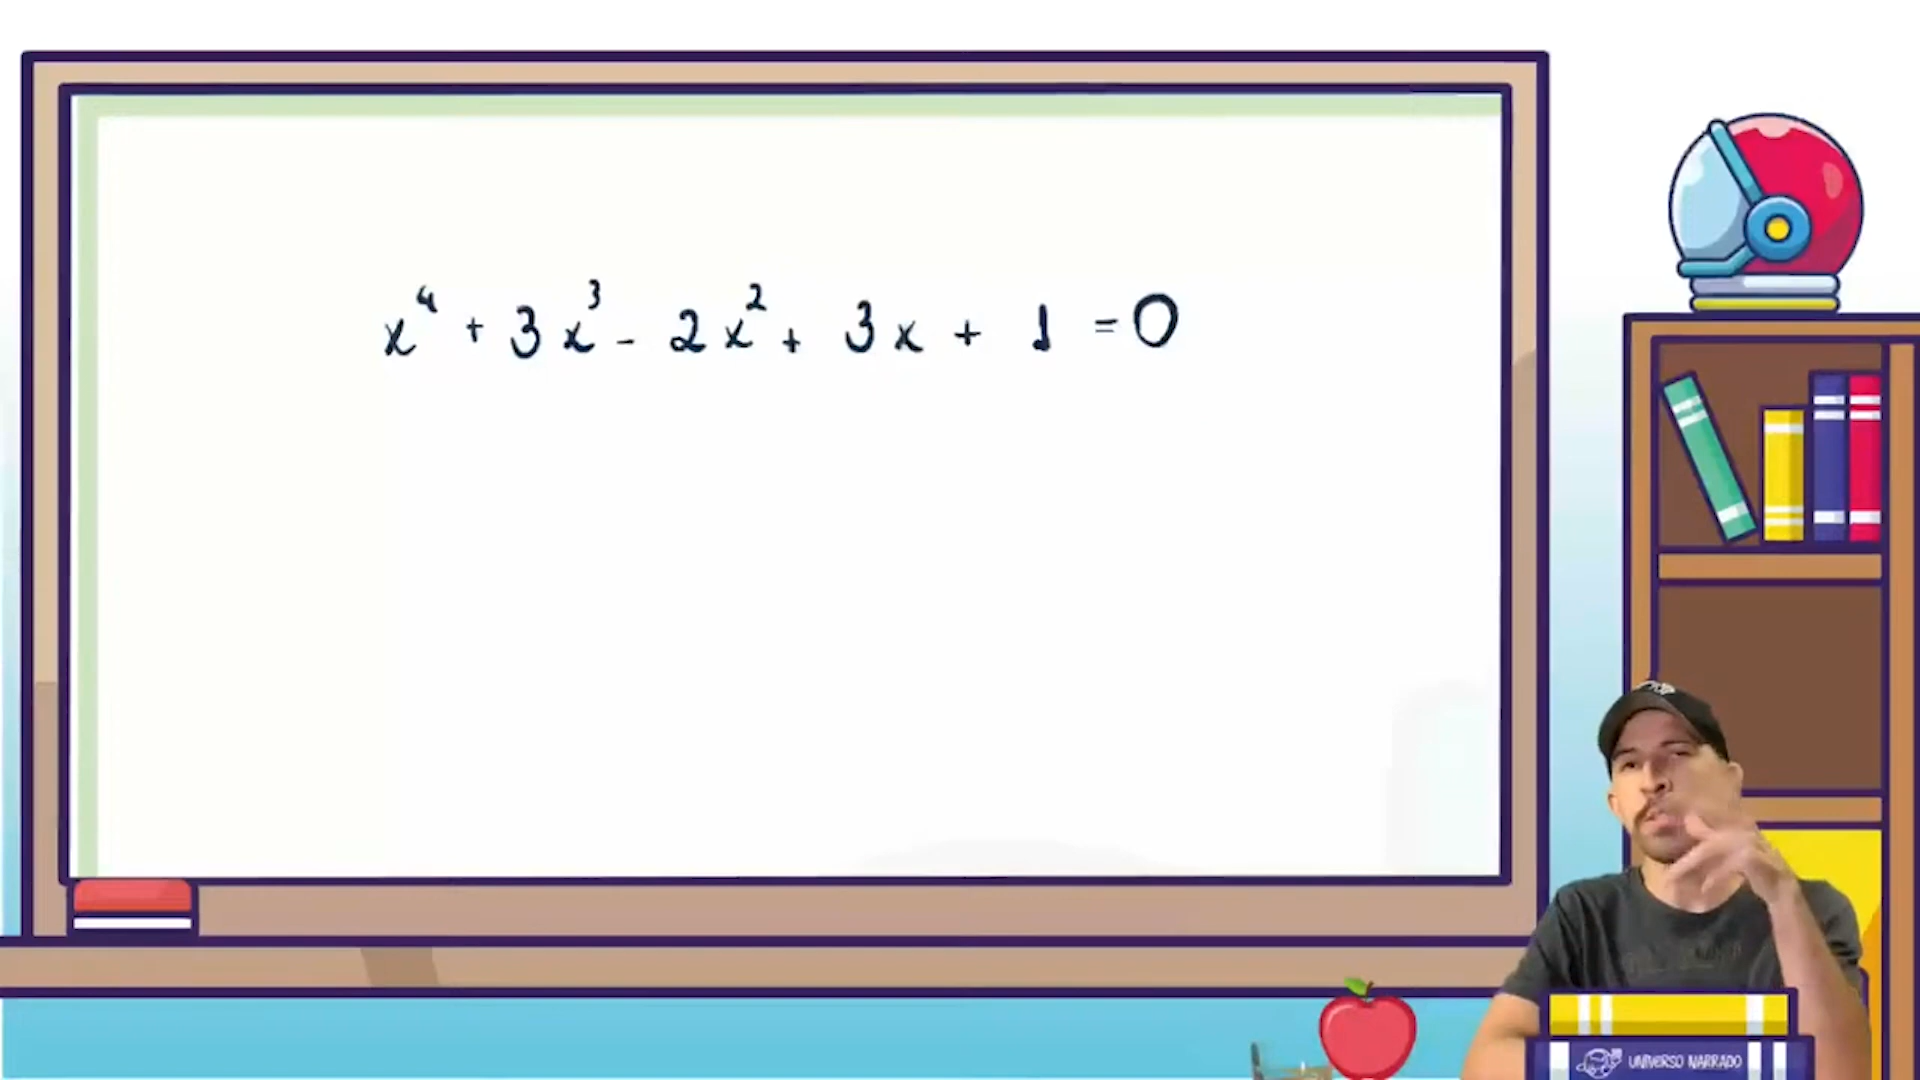 x⁴ + 3x³ - 2x² + 3x + 1 = 0
UNIVERSO NARRADO